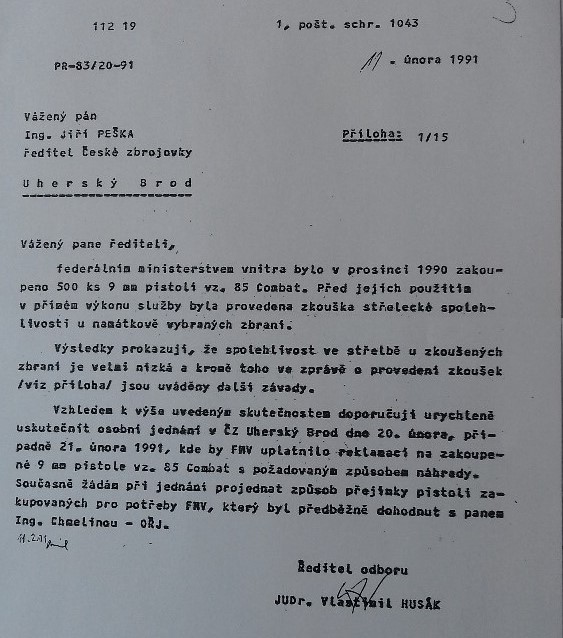 112 19
1, pošt. schr. 1043
PR-83/20-91
11 . února 1991
Vážený pán
Ing. Jiří PEŠKA
ředitel České zbrojovky
Příloha: 1/15
Uherský Brod
Vážený pane řediteli,
federálním ministerstvem vnitra bylo v prosinci 1990 zakou-
peno 500 ks 9 mm pistolí vz. 85 Combat. Před jejich použitím
v přímém výkonu služby byla provedena zkouška střelecké spoleh-
livosti u namátkově vybraných zbraní.
Výsledky prokazují, že spolehlivost ve střelbě u zkoušených
zbraní je velmi nízká a kromě toho ve zprávě o provedení zkoušek
/viz příloha/ jsou uváděny další závady.
Vzhledem k výše uvedeným skutečnostem doporučuji urychleně
uskutečnit osobní jednání v ČZ Uherský Brod dne 20. února, pří-
padně 21. února 1991, kde by FMV uplatnilo reklamaci na zakoupe-
né 9 mm pistole vz. 85 Combat s požadovaným způsobem náhrady.
Současně žádám při jednání projednat způsob přejímky pistolí za-
kupovaných pro potřeby FMV, který byl předběžně dohodnut s panem
Ing. Chmelinou - OŘJ.
11.2.91
Ředitel odboru
JUDr. Vlastimil HUSÁK